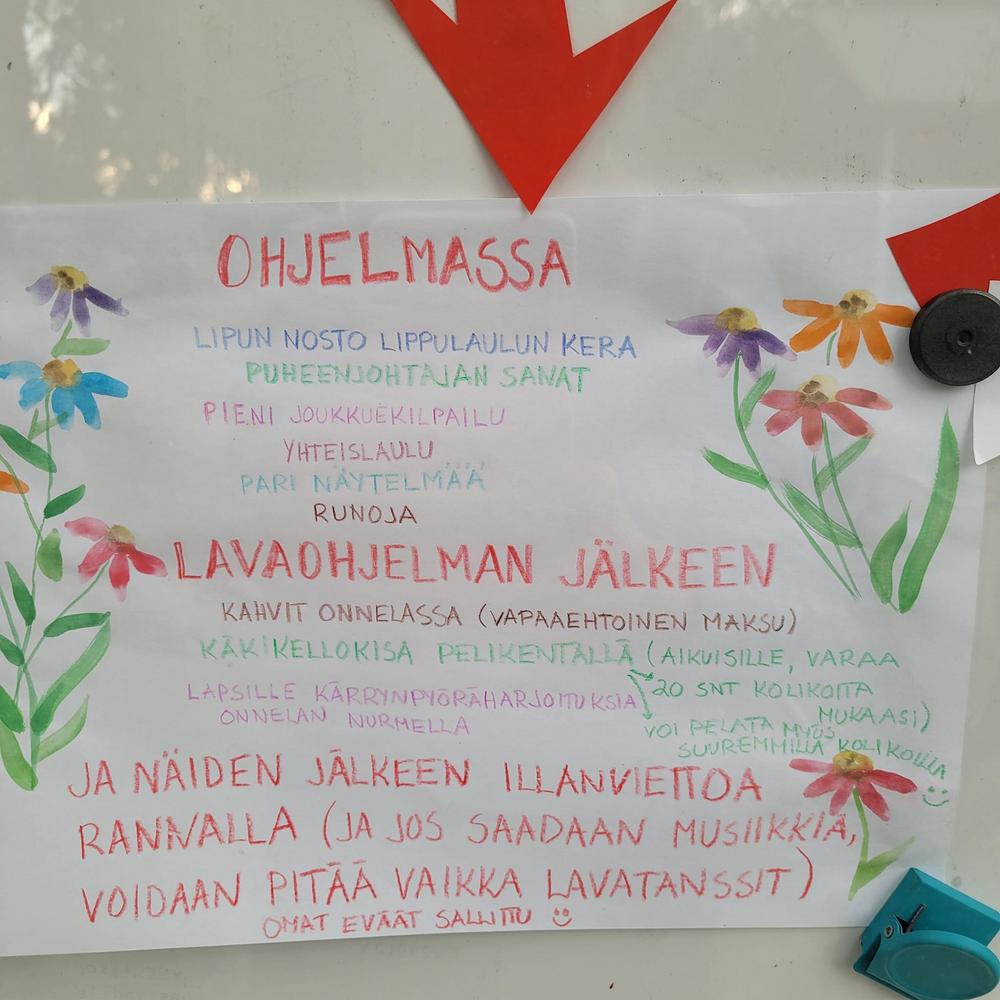 OHJELMASSA
LIPUN NOSTO LIPPULAULUN KERA
PUHEENJOHTAJAN SANAT
PIENI JOUKKUEKILPAILU
YHTEISLAULU
PARI NÄYTELMÄÄ
RUNOJA
LAVAOHJELMAN JÄLKEEN
KAHVIT ONNELASSA (VAPAAEHTOINEN MAKSU)
KÄKIKELLOKISA PELIKENTÄLLÄ (AIKUISILLE, VARAA
20 SNT KOLIKOITA
MUKAASI)
VOI PELATA MYÖS
SUUREMMILLA KOLIKOILLA
LAPSILLE KÄRRYNPYÖRÄHARJOITUKSIA
ONNELAN NURMELLA
JA NÄIDEN JÄLKEEN ILLANVIETTOA
RANNALLA (JA JOS SAADAAN MUSIIKKIA,
VOIDAAN PITÄÄ VAIKKA LAVATANSSIT)
OMAT EVÄÄT SALLITTU